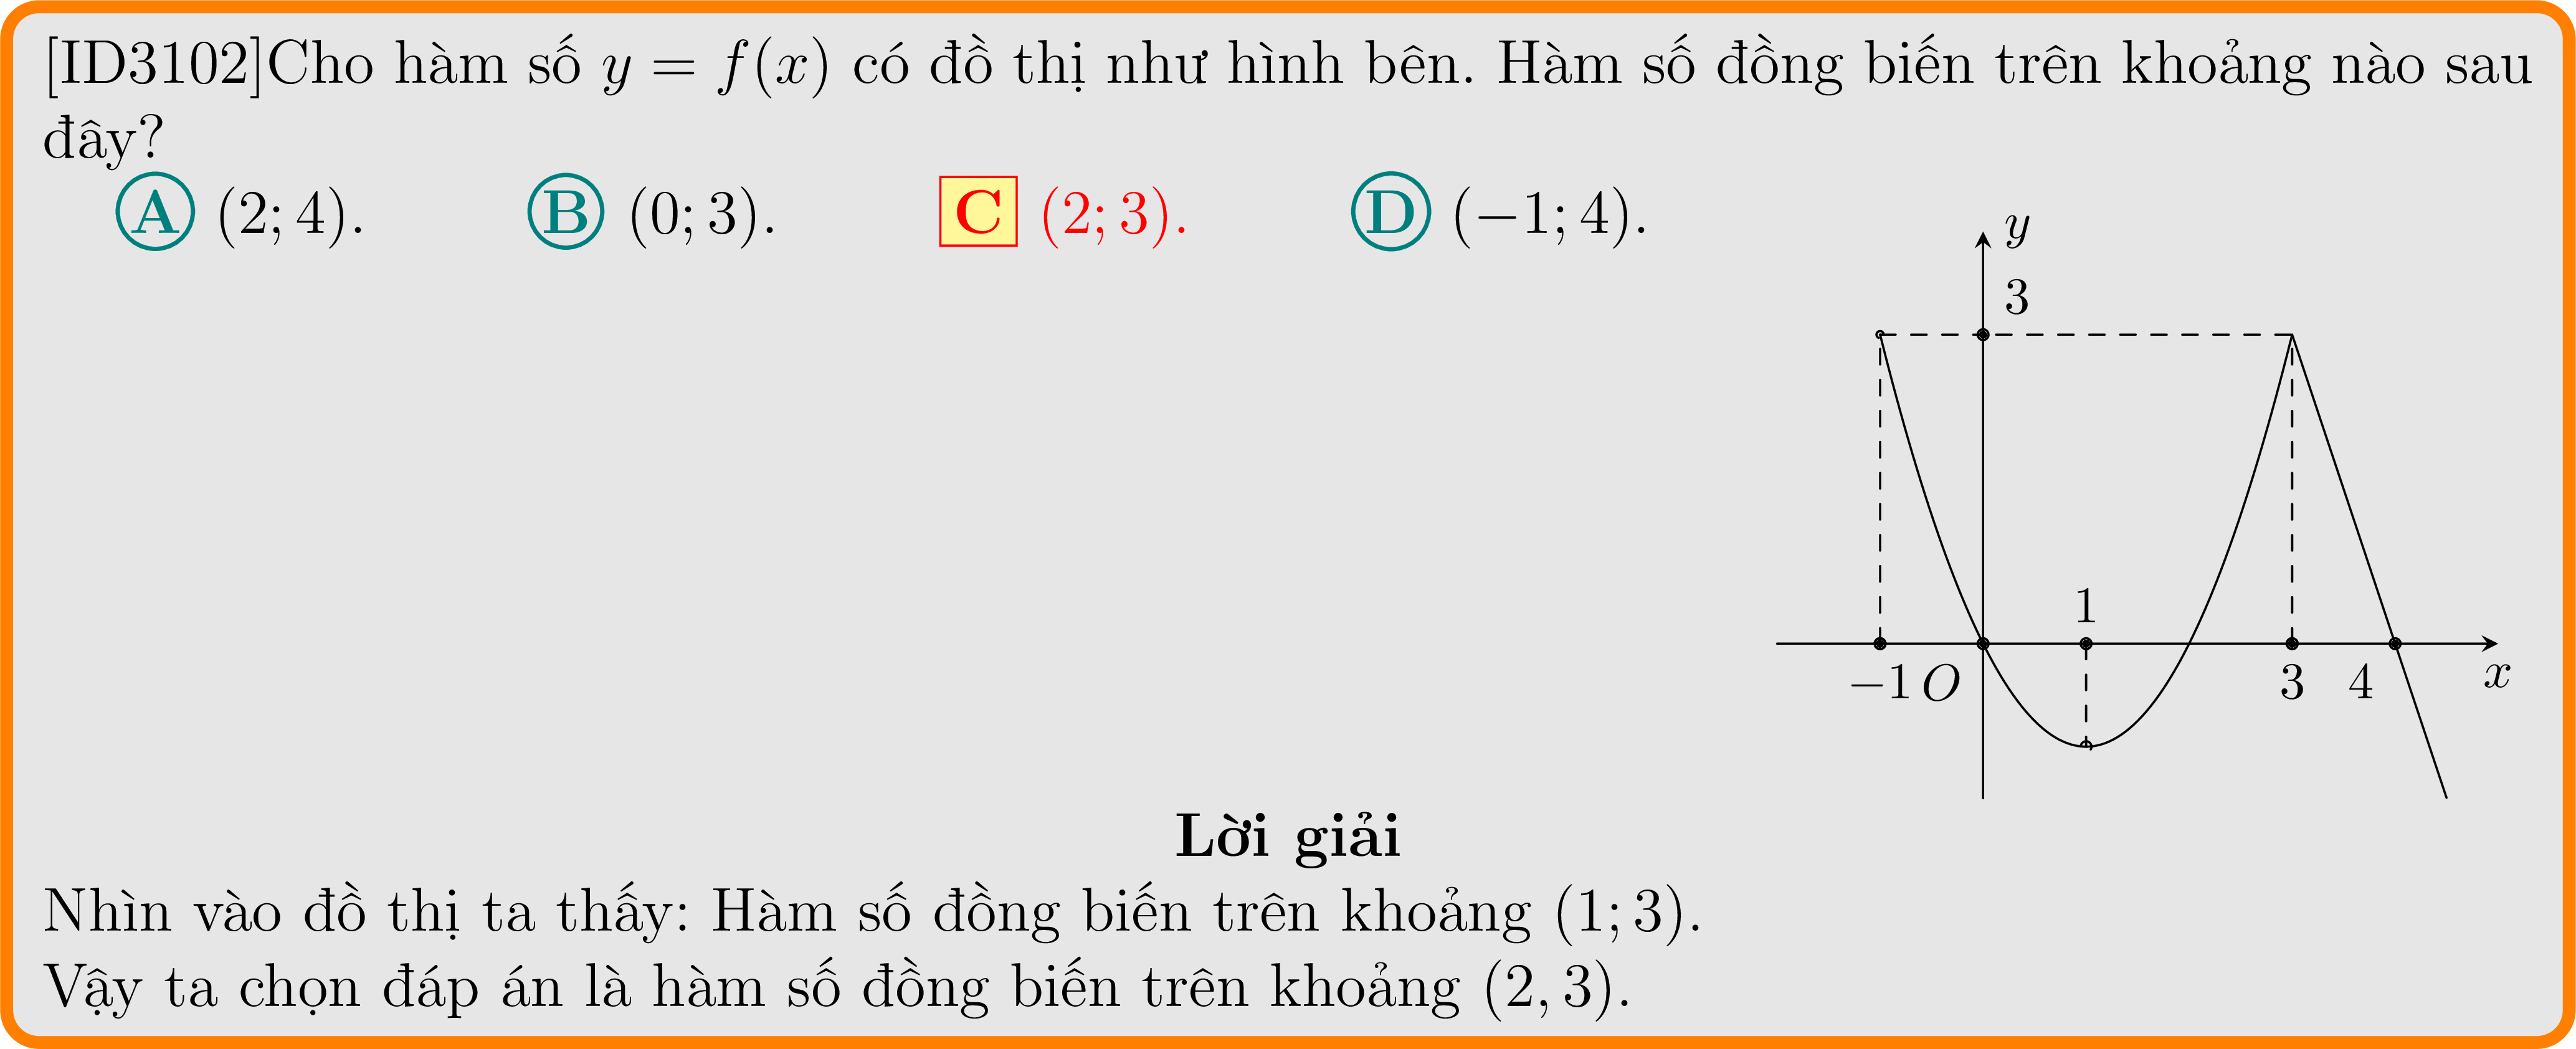 [ID3102]Cho hàm số y = f(x) có đồ thị như hình bên. Hàm số đồng biến trên khoảng nào sau
đây?
A (2; 4). B (0; 3). C (2; 3). D (−1; 4).
y
3
1
−1 O 3 4 x
Lời giải
Nhìn vào đồ thị ta thấy: Hàm số đồng biến trên khoảng (1; 3).
Vậy ta chọn đáp án là hàm số đồng biến trên khoảng (2, 3).